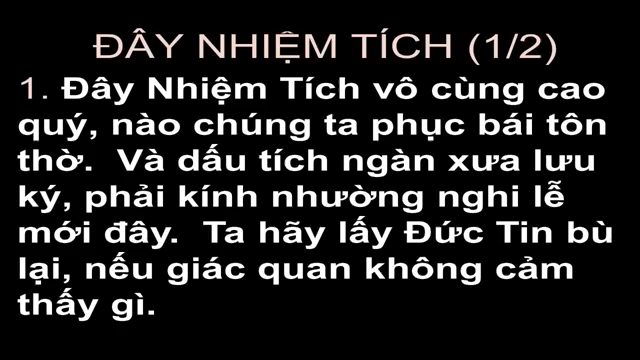 ĐÂY NHIỆM TÍCH (1/2)
1. Đây Nhiệm Tích vô cùng cao
quý, nào chúng ta phục bái tôn
thờ.  Và dấu tích ngàn xưa lưu
ký, phải kính nhường nghi lễ
mới đây.  Ta hãy lấy Đức Tin bù
lại, nếu giác quan không cảm
thấy gì.